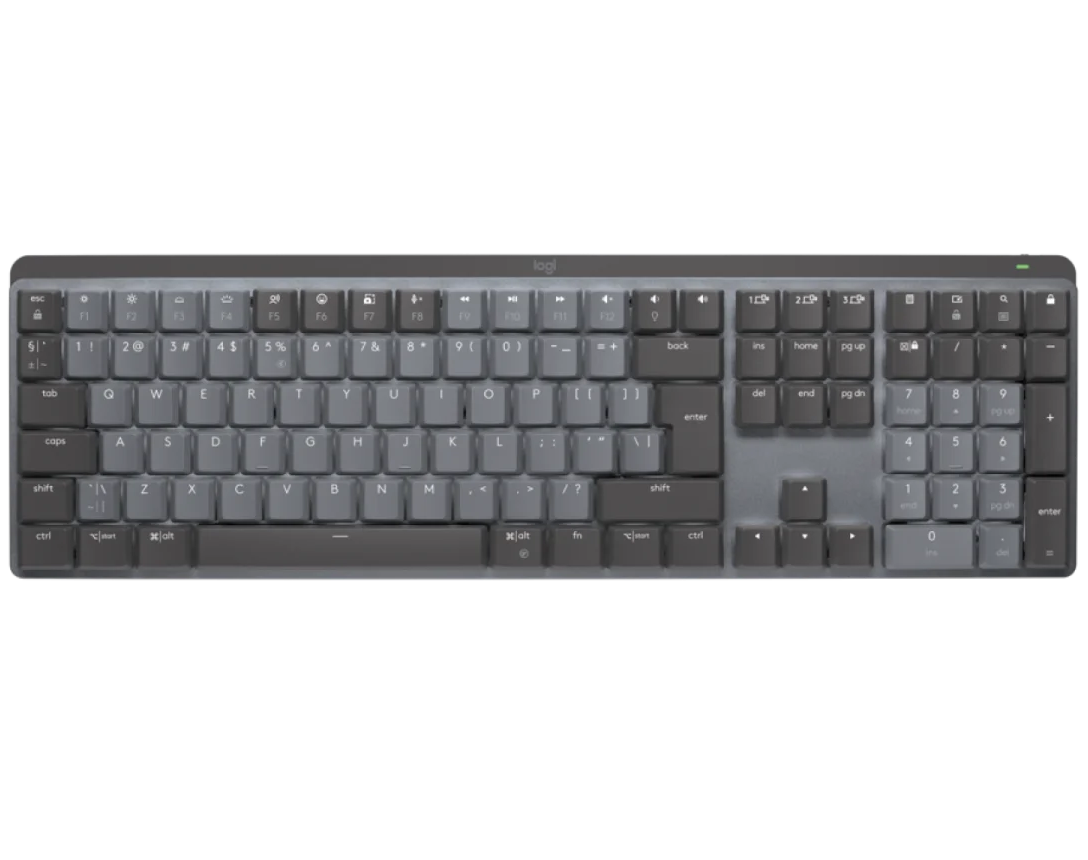 logi
esc F1 F2 F3 F4 F5 F6 F7 F8 F9 F10 F11 F12 1 2 3
§|' ±|~ 1 ! 2 @ 3 # 4 $ 5 % 6 ^ 7 & 8 * 9 ( 0 ) - _ = + back ins home pg up / * -
tab Q W E R T Y U I O P [ { ] } enter del end pg dn 7 home 8 9 pg up +
caps A S D F G H J K L ; : ' " \ | 4 5 6
shift ` \ ~ | Z X C V B N M , < . > / ? shift 1 end 2 3 pg dn enter =
ctrl ⌥|start ⌘|alt ⌘|alt fn ⌥|start ctrl 0 ins . del